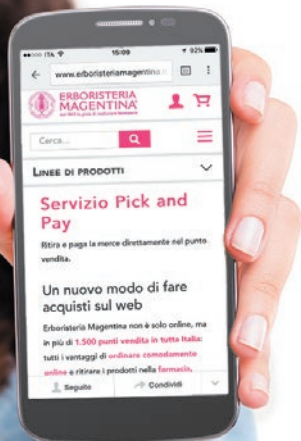 ITA 15:09 92%
www.erboristeriamagentina
ERBORISTERIA
MAGENTINA
Cerca...
LINEE DI PRODOTTI
Servizio Pick and
Pay
Ritira e paga la merce direttamente nel punto
vendita.
Un nuovo modo di fare
acquisti sul web
Erboristeria Magentina non è solo online, ma
in più di 1.500 punti vendita in tutta Italia:
tutti i vantaggi di ordinare comodamente
online e ritirare i prodotti nella farmacia,
Seguite Condividi